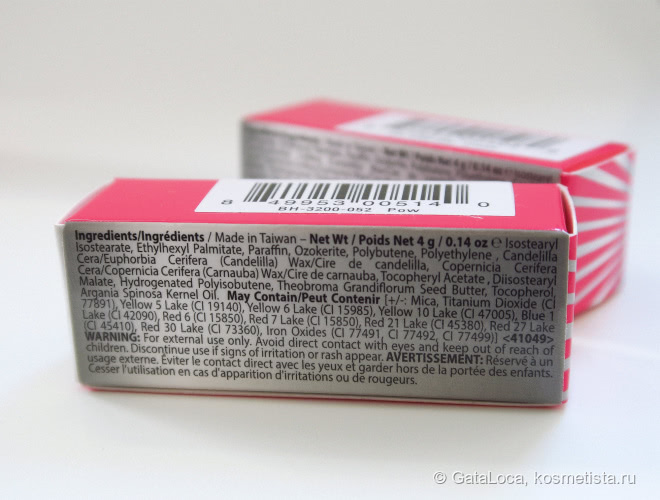 Poids Net 4 g / 0.14 oz
8 49953 00514 0
BH-3200-052 Pow
Ingredients/Ingrédients / Made in Taiwan – Net Wt / Poids Net 4 g / 0.14 oz ℮ Isostearyl
Isostearate, Ethylhexyl Palmitate, Paraffin, Ozokerite, Polybutene, Polyethylene , Candelilla
Cera/Euphorbia Cerifera (Candelilla) Wax/Cire de candelilla, Copernicia Cerifera
Cera/Copernicia Cerifera (Carnauba) Wax/Cire de carnauba, Tocopheryl Acetate , Diisostearyl
Malate, Hydrogenated Polyisobutene, Theobroma Grandiflorum Seed Butter, Tocopherol,
Argania Spinosa Kernel Oil. May Contain/Peut Contenir [+/-: Mica, Titanium Dioxide (CI
77891), Yellow 5 Lake (CI 19140), Yellow 6 Lake (CI 15985), Yellow 10 Lake (CI 47005), Blue 1
Lake (CI 42090), Red 6 (CI 15850), Red 7 Lake (CI 15850), Red 21 Lake (CI 45380), Red 27 Lake
(CI 45410), Red 30 Lake (CI 73360), Iron Oxides (CI 77491, CI 77492, CI 77499)] <41049>
WARNING: For external use only. Avoid direct contact with eyes and keep out of reach of
children. Discontinue use if signs of irritation or rash appear. AVERTISSEMENT: Réservé à un
usage externe. Éviter le contact direct avec les yeux et garder hors de la portée des enfants.
Cesser l'utilisation en cas d'apparition d'irritations ou de rougeurs.
© GataLoca, kosmetista.ru